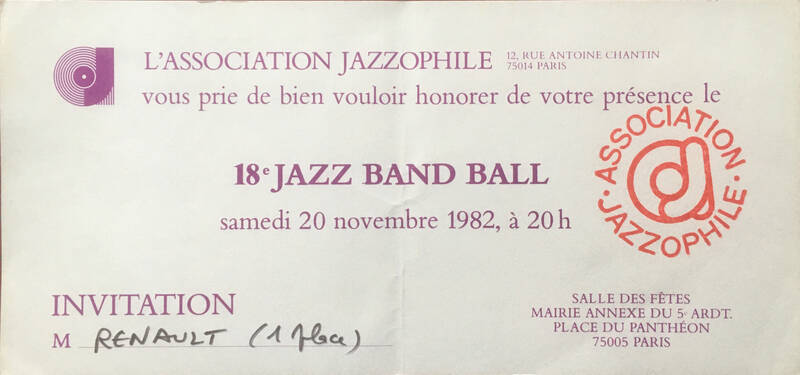 L'ASSOCIATION JAZZOPHILE 12, RUE ANTOINE CHANTIN
75014 PARIS
vous prie de bien vouloir honorer de votre présence le
18e JAZZ BAND BALL
samedi 20 novembre 1982, à 20 h
ASSOCIATION
JAZZOPHILE
INVITATION
M RENAULT (1 place)
SALLE DES FÊTES
MAIRIE ANNEXE DU 5e ARDT.
PLACE DU PANTHÉON
75005 PARIS